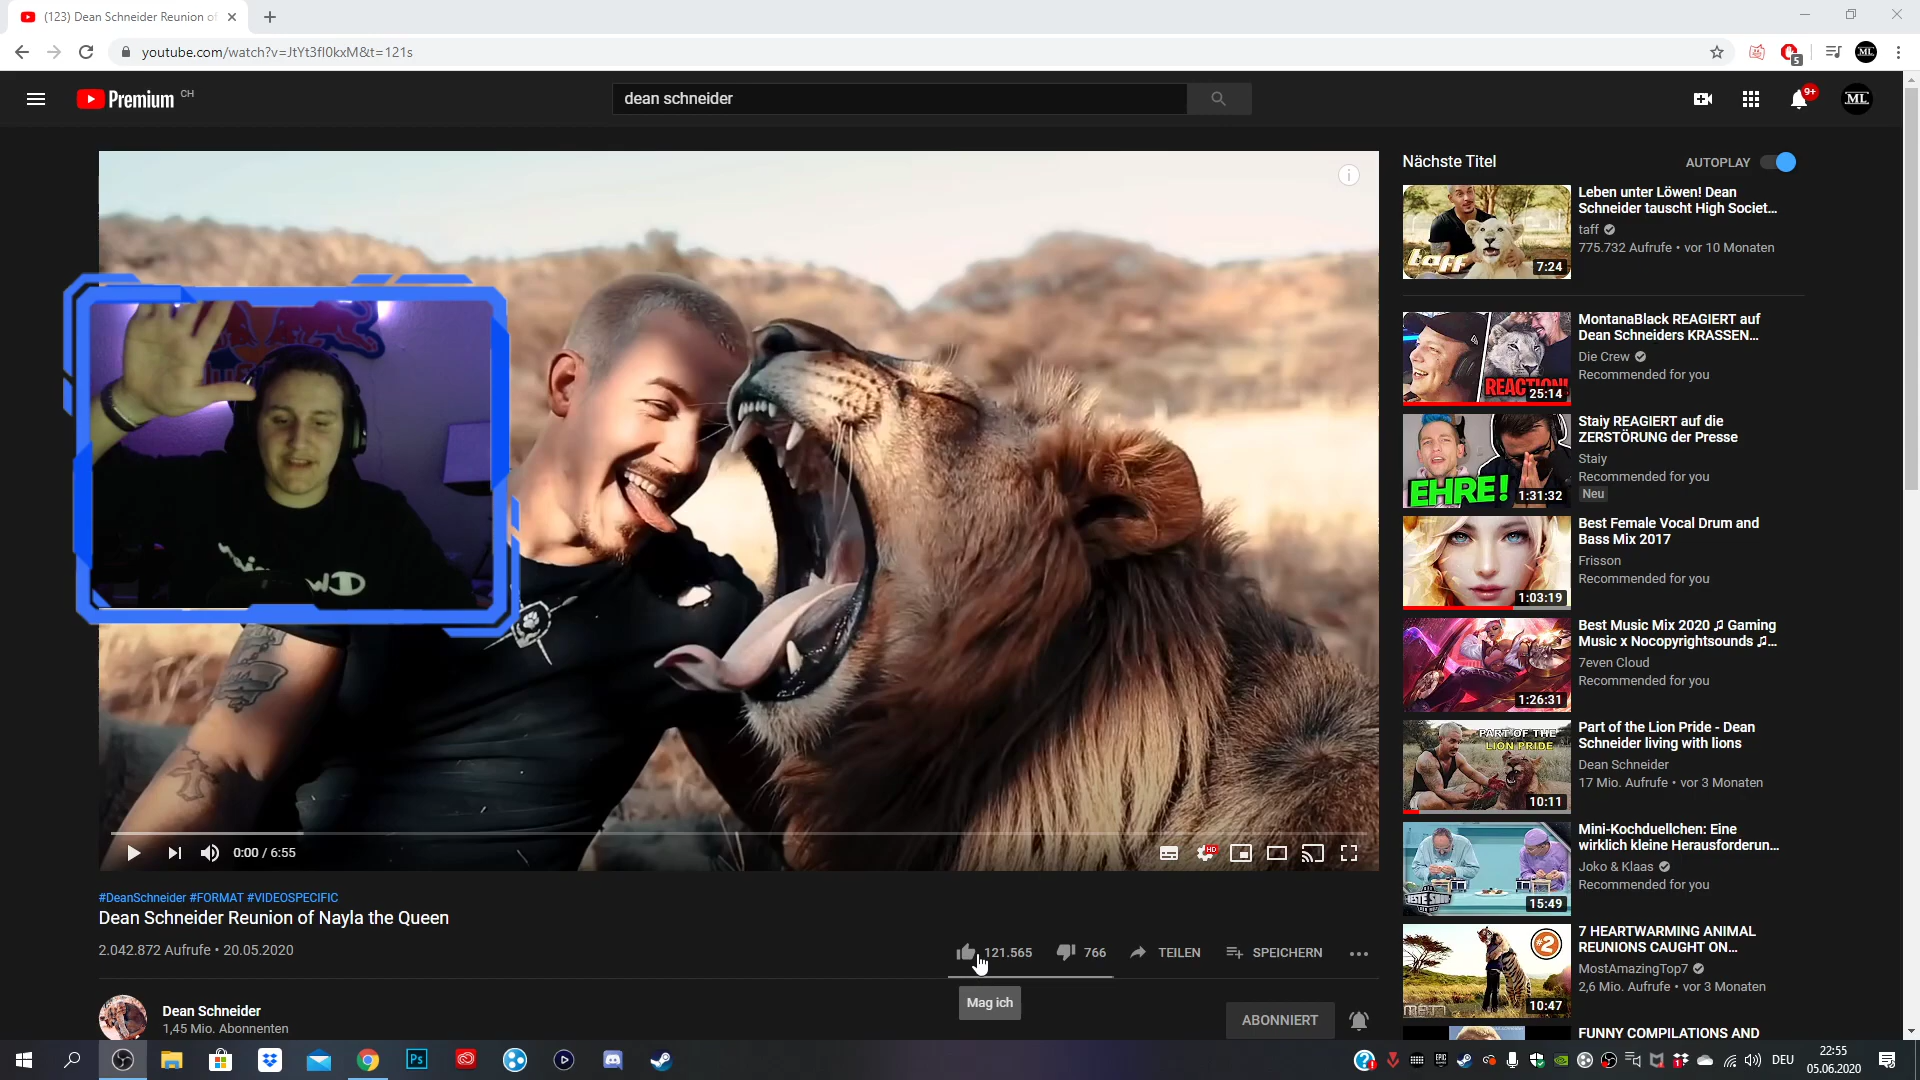 (123) Dean Schneider Reunion of
youtube.com/watch?v=JtYt3fl0kxM&t=121s
5
ML
Premium CH
dean schneider
9+
ML
Nächste Titel
AUTOPLAY
taff
7:24
Leben unter Löwen! Dean
Schneider tauscht High Societ...
taff
775.732 Aufrufe • vor 10 Monaten
REACTION!
25:14
MontanaBlack REAGIERT auf
Dean Schneiders KRASSEN...
Die Crew
Recommended for you
EHRE!
1:31:32
Staiy REAGIERT auf die
ZERSTÖRUNG der Presse
Staiy
Recommended for you
Neu
1:03:19
Best Female Vocal Drum and
Bass Mix 2017
Frisson
Recommended for you
1:26:31
Best Music Mix 2020 ♫ Gaming
Music x Nocopyrightsounds ♫...
7even Cloud
Recommended for you
PART OF THE
LION PRIDE
10:11
Part of the Lion Pride - Dean
Schneider living with lions
Dean Schneider
17 Mio. Aufrufe • vor 3 Monaten
15:49
Mini-Kochduellchen: Eine
wirklich kleine Herausforderun...
Joko & Klaas
Recommended for you
#2
10:47
7 HEARTWARMING ANIMAL
REUNIONS CAUGHT ON...
MostAmazingTop7
2,6 Mio. Aufrufe • vor 3 Monaten
FUNNY COMPILATIONS AND
0:00 / 6:55
HD
#DeanSchneider #FORMAT #VIDEOSPECIFIC
Dean Schneider Reunion of Nayla the Queen
2.042.872 Aufrufe • 20.05.2020
121.565
766
TEILEN
SPEICHERN
Mag ich
Dean Schneider
1,45 Mio. Abonnenten
ABONNIERT
Ps
DEU
22:55
05.06.2020